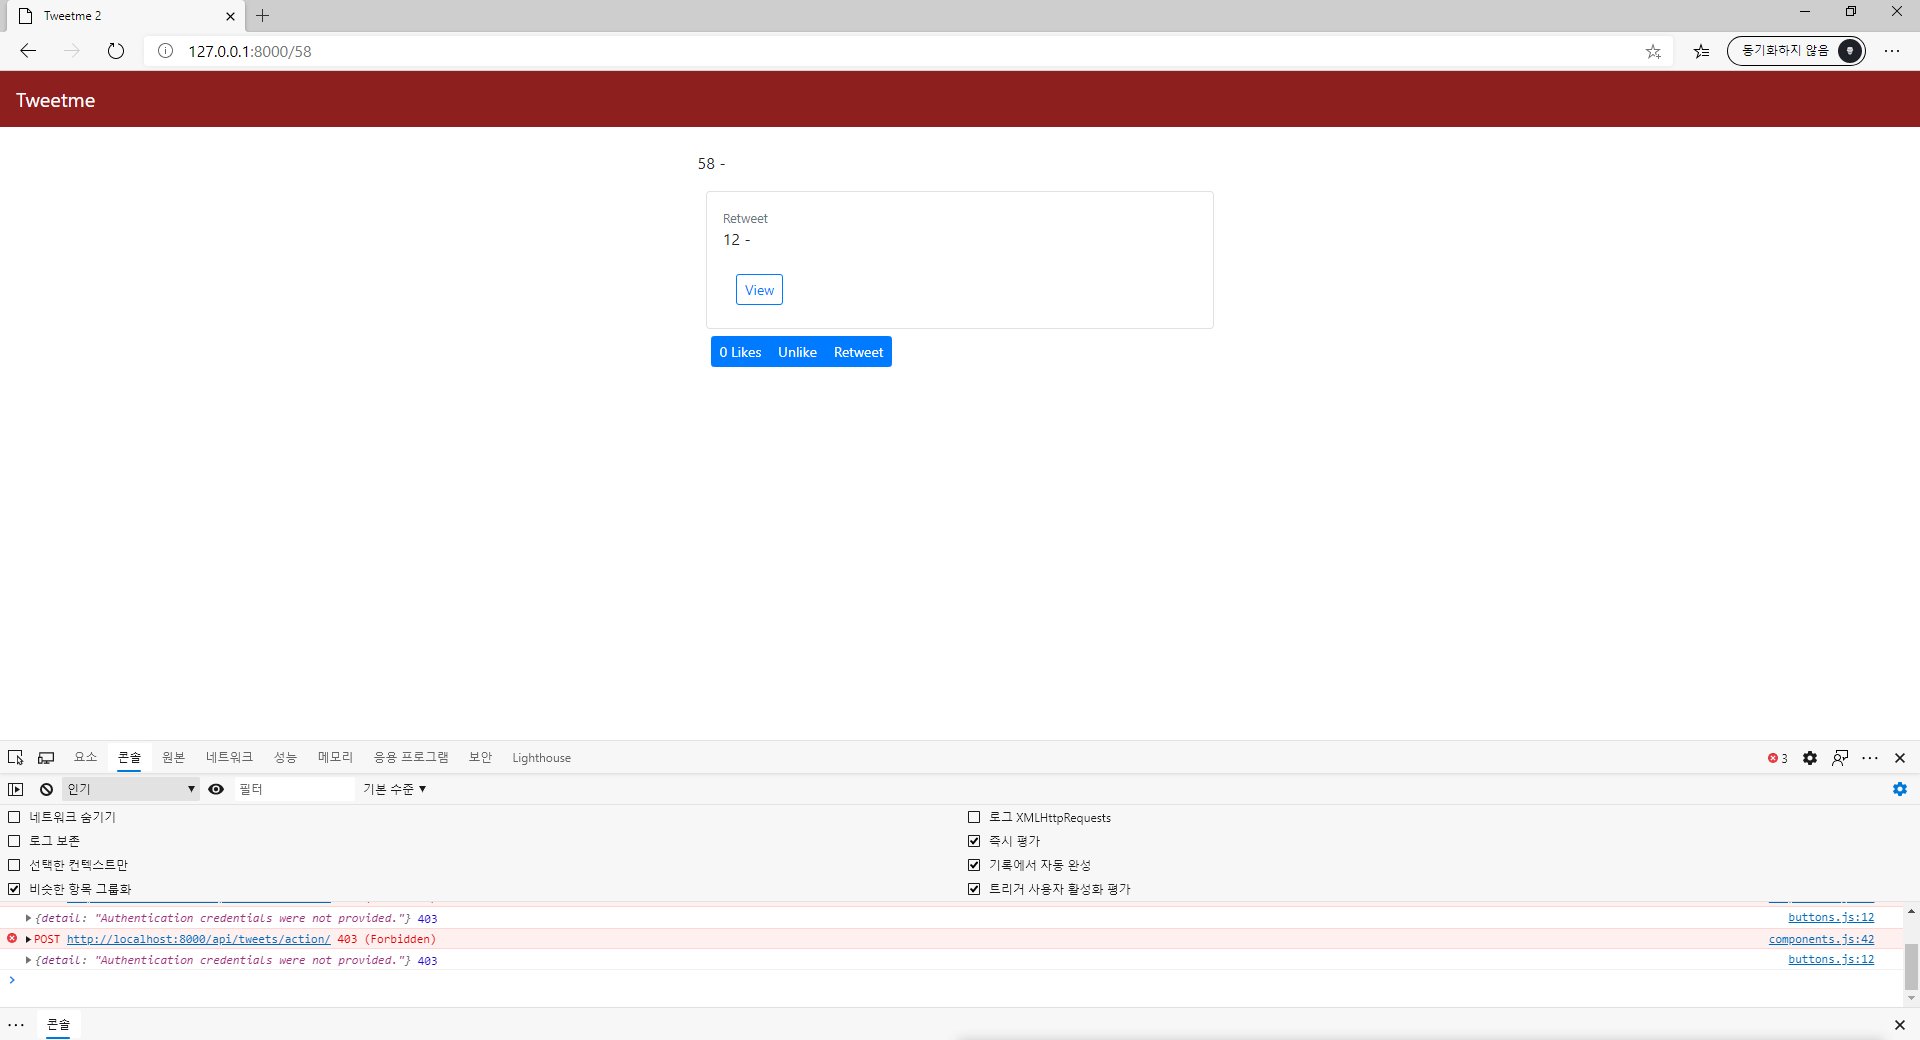 Tweetme 2
127.0.0.1:8000/58
동기화하지 않음
Tweetme
58 -
Retweet
12 -
View
0 Likes Unlike Retweet
요소 콘솔 원본 네트워크 성능 메모리 응용 프로그램 보안 Lighthouse 3
인기 필터 기본 수준
네트워크 숨기기 로그 XMLHttpRequests
로그 보존 즉시 평가
선택한 컨텍스트만 기록에서 자동 완성
비슷한 항목 그룹화 트리거 사용자 활성화 평가
{detail: "Authentication credentials were not provided."} 403 buttons.js:12
POST http://localhost:8000/api/tweets/action/ 403 (Forbidden) components.js:42
{detail: "Authentication credentials were not provided."} 403 buttons.js:12
콘솔